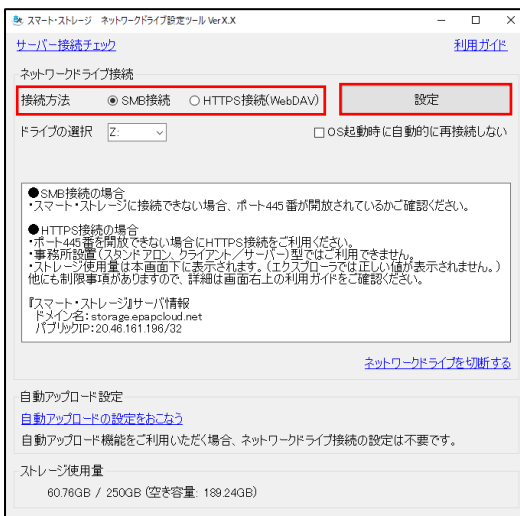 スマート・ストレージ ネットワークドライブ設定ツール Ver X.X
サーバー接続チェック 利用ガイド
ネットワークドライブ接続
接続方法 SMB接続 HTTPS接続(WebDAV) 設定
ドライブの選択 Z: OS起動時に自動的に再接続しない
●SMB接続の場合
・スマート・ストレージに接続できない場合、ポート445番が開放されているかご確認ください。
●HTTPS接続の場合
・ポート445番を開放できない場合にHTTPS接続をご利用ください。
・事務所設置(スタンドアロン、クライアント/サーバー)型ではご利用できません。
・ストレージ使用量は本画面下に表示されます。(エクスプローラでは正しい値が表示されません。)
他にも制限事項がありますので、詳細は画面右上の利用ガイドをご確認ください。
『スマート・ストレージ』サーバ情報
ドメイン名：storage.epapcloud.net
パブリックIP：20.46.161.196/32
ネットワークドライブを切断する
自動アップロード設定
自動アップロードの設定をおこなう
自動アップロード機能をご利用いただく場合、ネットワークドライブ接続の設定は不要です。
ストレージ使用量
60.76GB / 250GB (空き容量: 189.24GB)